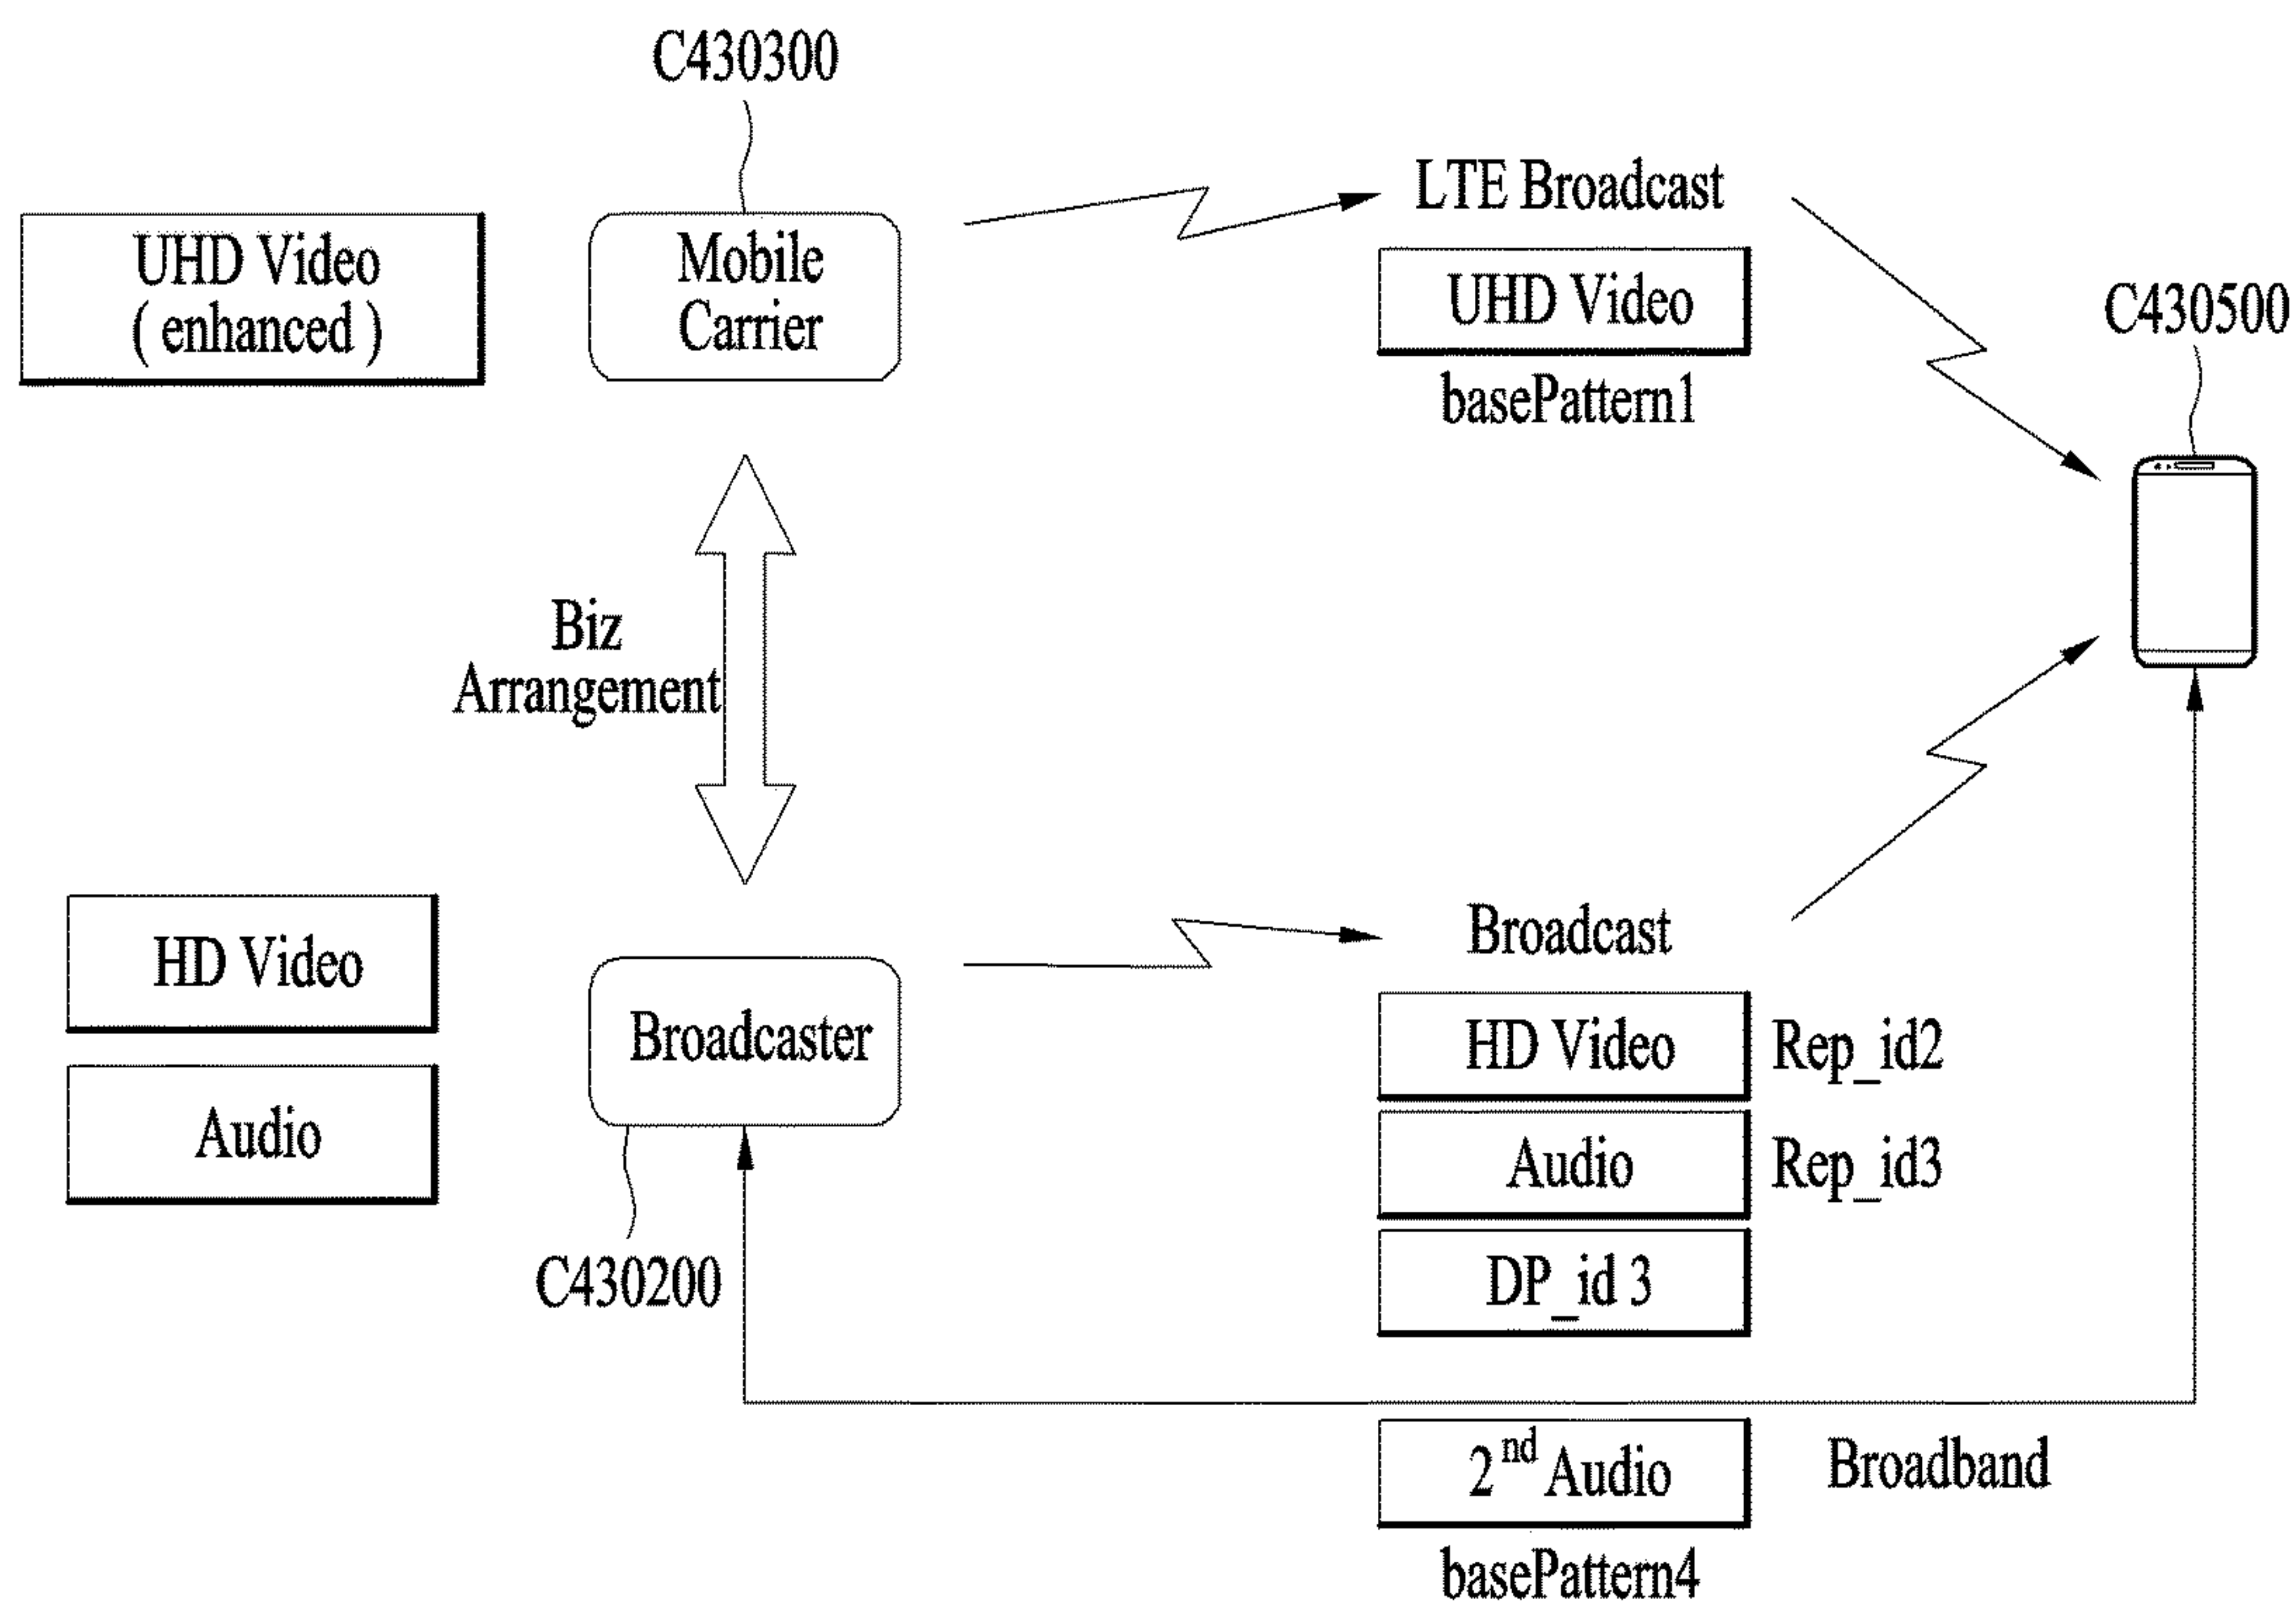 C430300
UHD Video
( enhanced )
Mobile
Carrier
LTE Broadcast
UHD Video
basePattern1
C430500
Biz
Arrangement
HD Video
Audio
Broadcaster
C430200
Broadcast
HD Video
Rep_id2
Audio
Rep_id3
DP_id 3
2nd Audio
Broadband
basePattern4